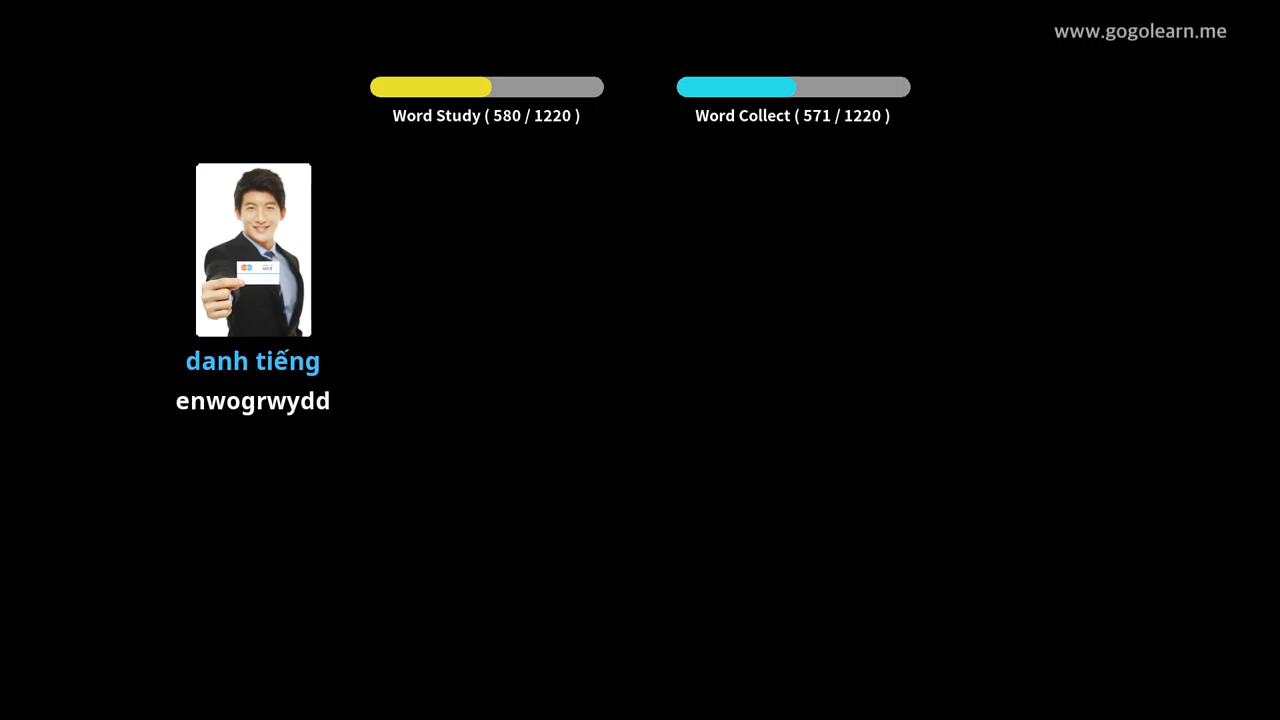 www.gogolearn.me
Word Study ( 580 / 1220 )
Word Collect ( 571 / 1220 )
danh tiếng
enwogrwydd